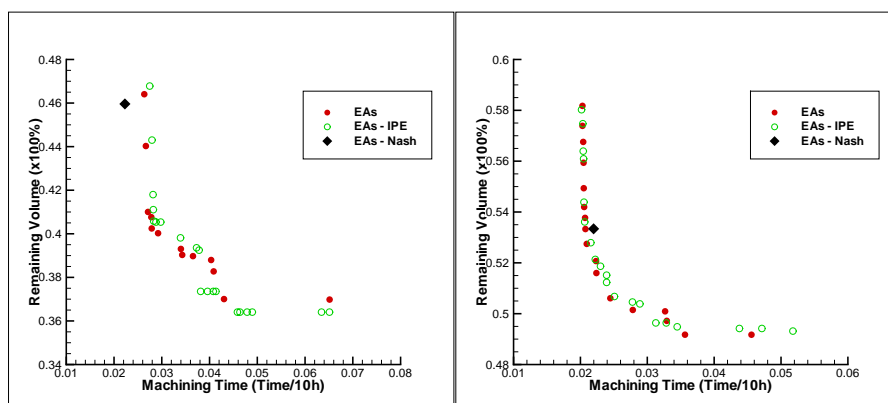 0.48
0.46
0.44
0.42
0.4
0.38
0.36
0.34
Remaining Volume (x100%)
EAs
EAs - IPE
EAs - Nash
0.01 0.02 0.03 0.04 0.05 0.06 0.07 0.08
Machining Time (Time/10h)
0.6
0.58
0.56
0.54
0.52
0.5
0.48
Remaining Volume (x100%)
EAs
EAs - IPE
EAs - Nash
0.01 0.02 0.03 0.04 0.05 0.06
Machining Time (Time/10h)